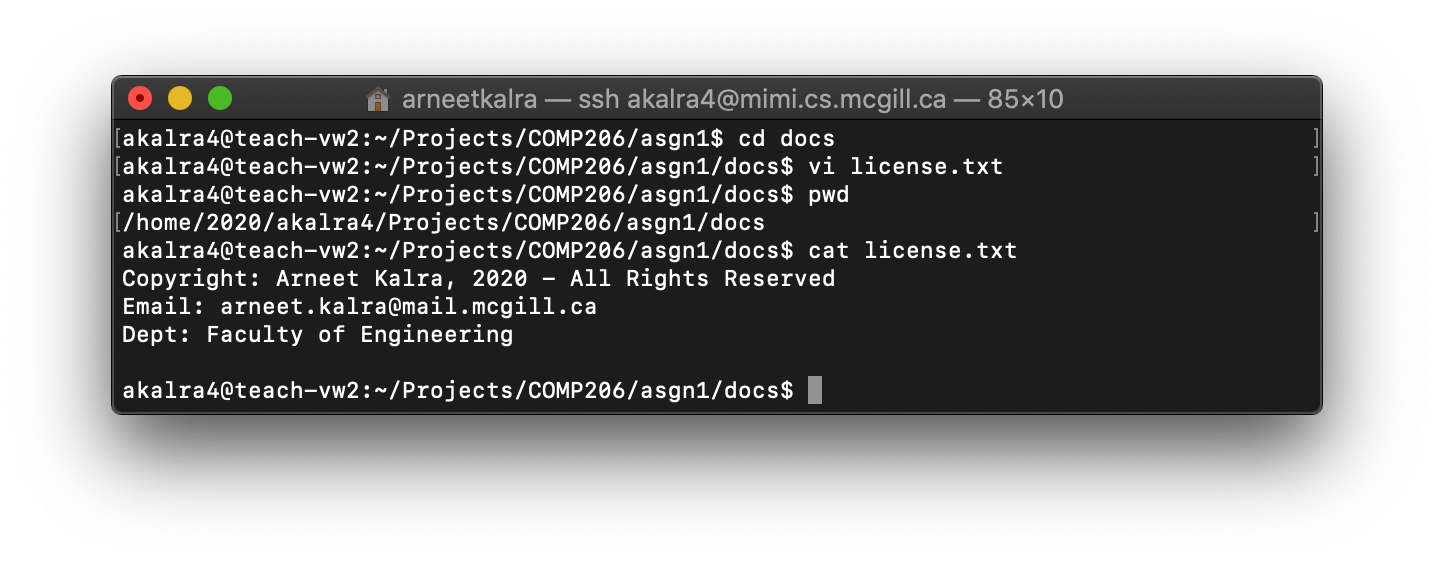 arneetkalra — ssh akalra4@mimi.cs.mcgill.ca — 85×10
[akalra4@teach-vw2:~/Projects/COMP206/asgn1$ cd docs ]
[akalra4@teach-vw2:~/Projects/COMP206/asgn1/docs$ vi license.txt ]
akalra4@teach-vw2:~/Projects/COMP206/asgn1/docs$ pwd
[/home/2020/akalra4/Projects/COMP206/asgn1/docs ]
akalra4@teach-vw2:~/Projects/COMP206/asgn1/docs$ cat license.txt
Copyright: Arneet Kalra, 2020 - All Rights Reserved
Email: arneet.kalra@mail.mcgill.ca
Dept: Faculty of Engineering
akalra4@teach-vw2:~/Projects/COMP206/asgn1/docs$